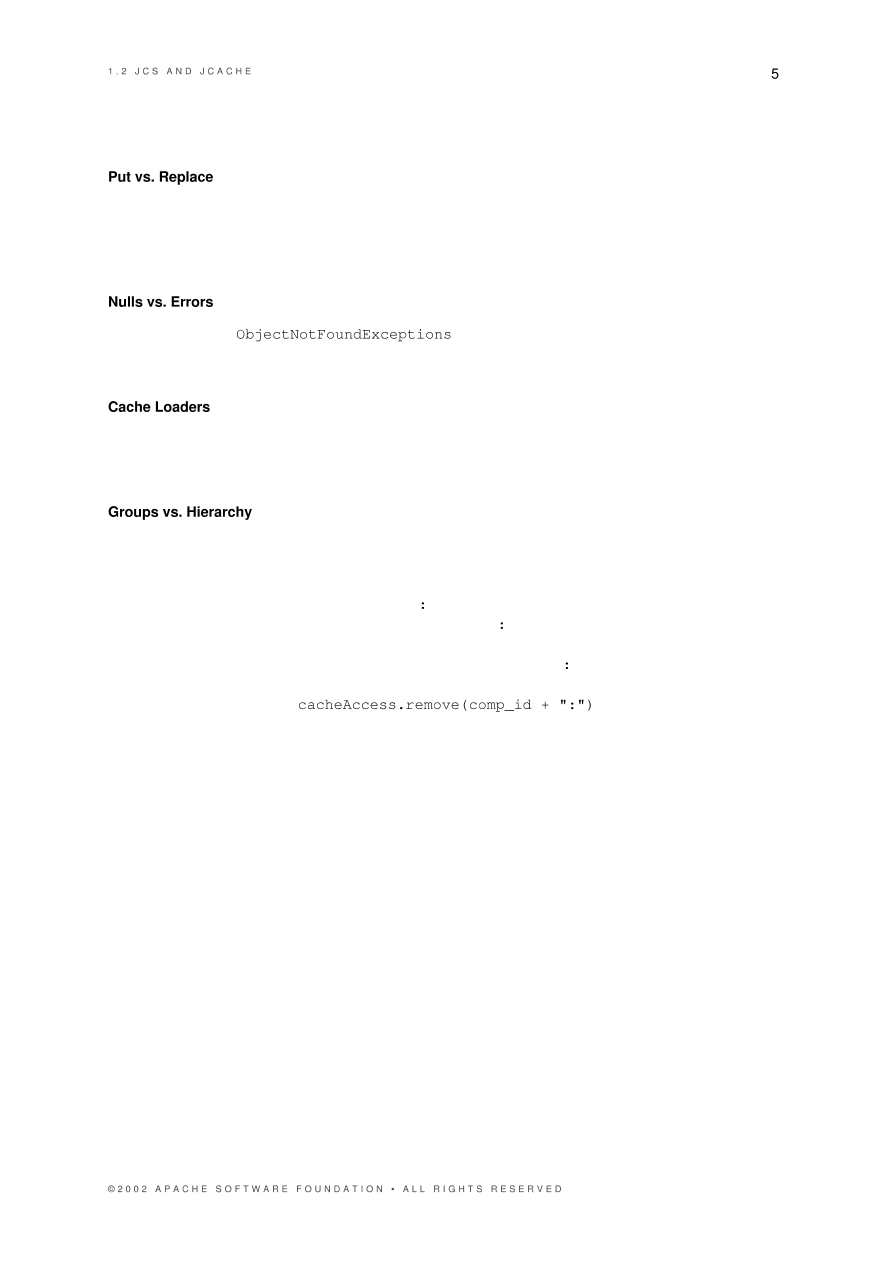 1.2 JCS AND JCACHE 5
Put vs. Replace
Nulls vs. Errors
ObjectNotFoundExceptions
Cache Loaders
Groups vs. Hierarchy
:
:
:
cacheAccess.remove(comp_id + ":")
©2002 APACHE SOFTWARE FOUNDATION • ALL RIGHTS RESERVED